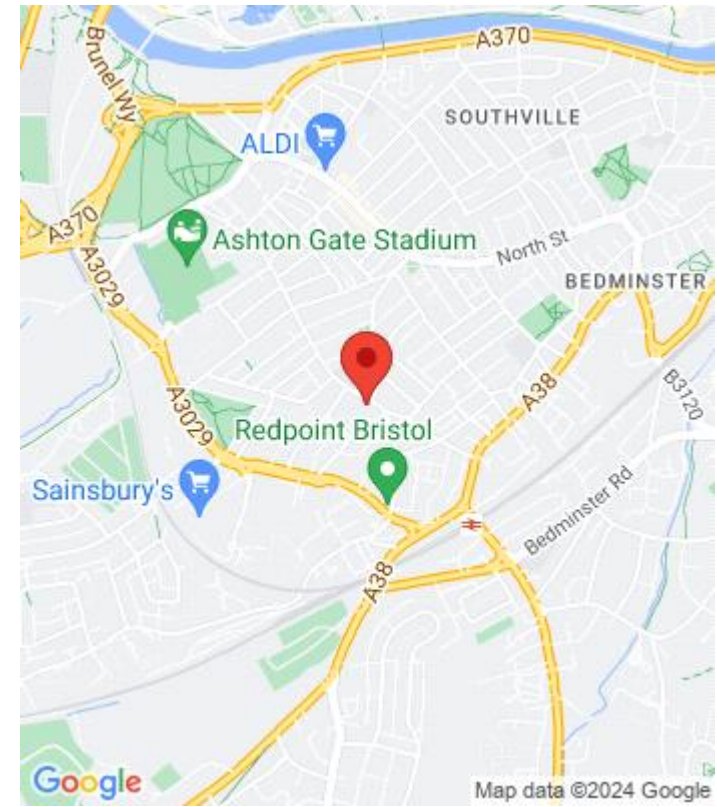 A370
Brunel Wy
SOUTHVILLE
ALDI
A370
Ashton Gate Stadium
North St
A3029
BEDMINSTER
A3029
A38
B3120
Redpoint Bristol
Sainsbury's
Bedminster Rd
A38
Google
Map data ©2024 Google